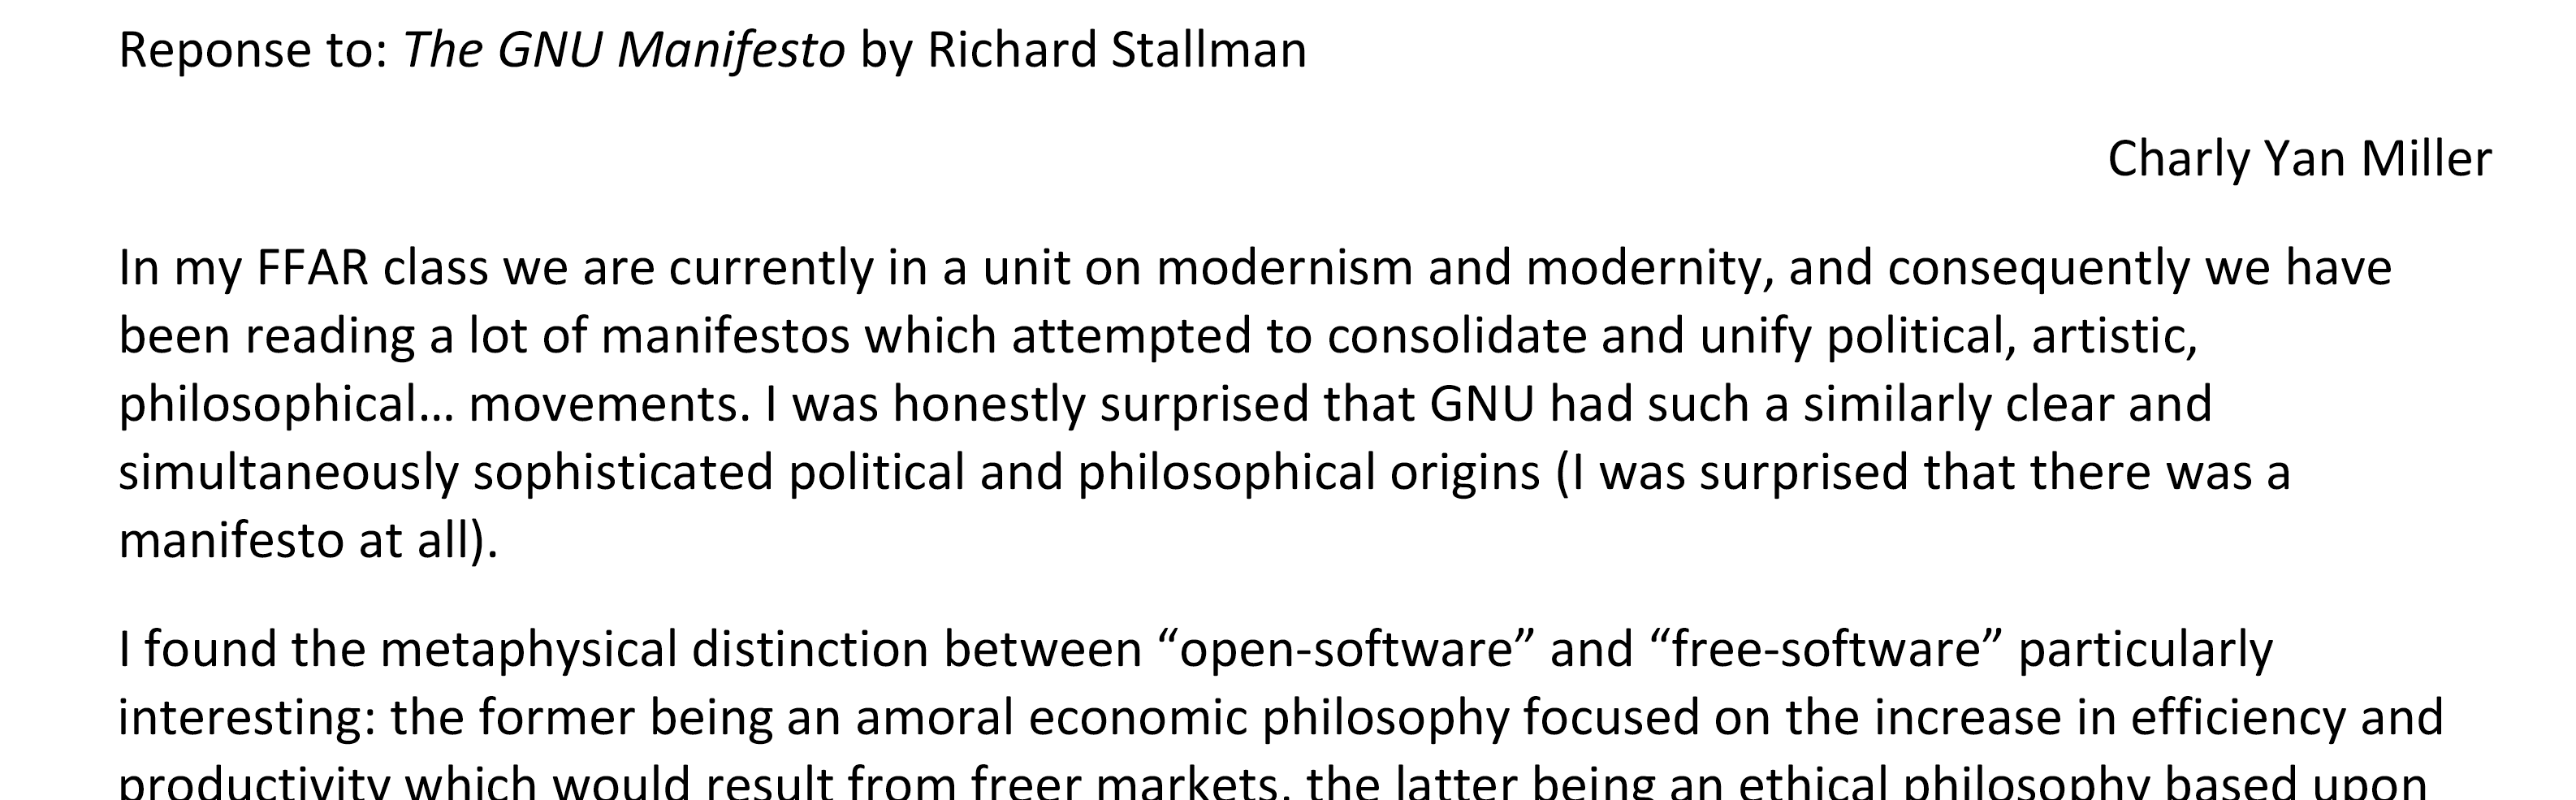 Reponse to: The GNU Manifesto by Richard Stallman
Charly Yan Miller
In my FFAR class we are currently in a unit on modernism and modernity, and consequently we have
been reading a lot of manifestos which attempted to consolidate and unify political, artistic,
philosophical… movements. I was honestly surprised that GNU had such a similarly clear and
simultaneously sophisticated political and philosophical origins (I was surprised that there was a
manifesto at all).
I found the metaphysical distinction between “open-software” and “free-software” particularly
interesting: the former being an amoral economic philosophy focused on the increase in efficiency and
productivity which would result from freer markets, the latter being an ethical philosophy based upon